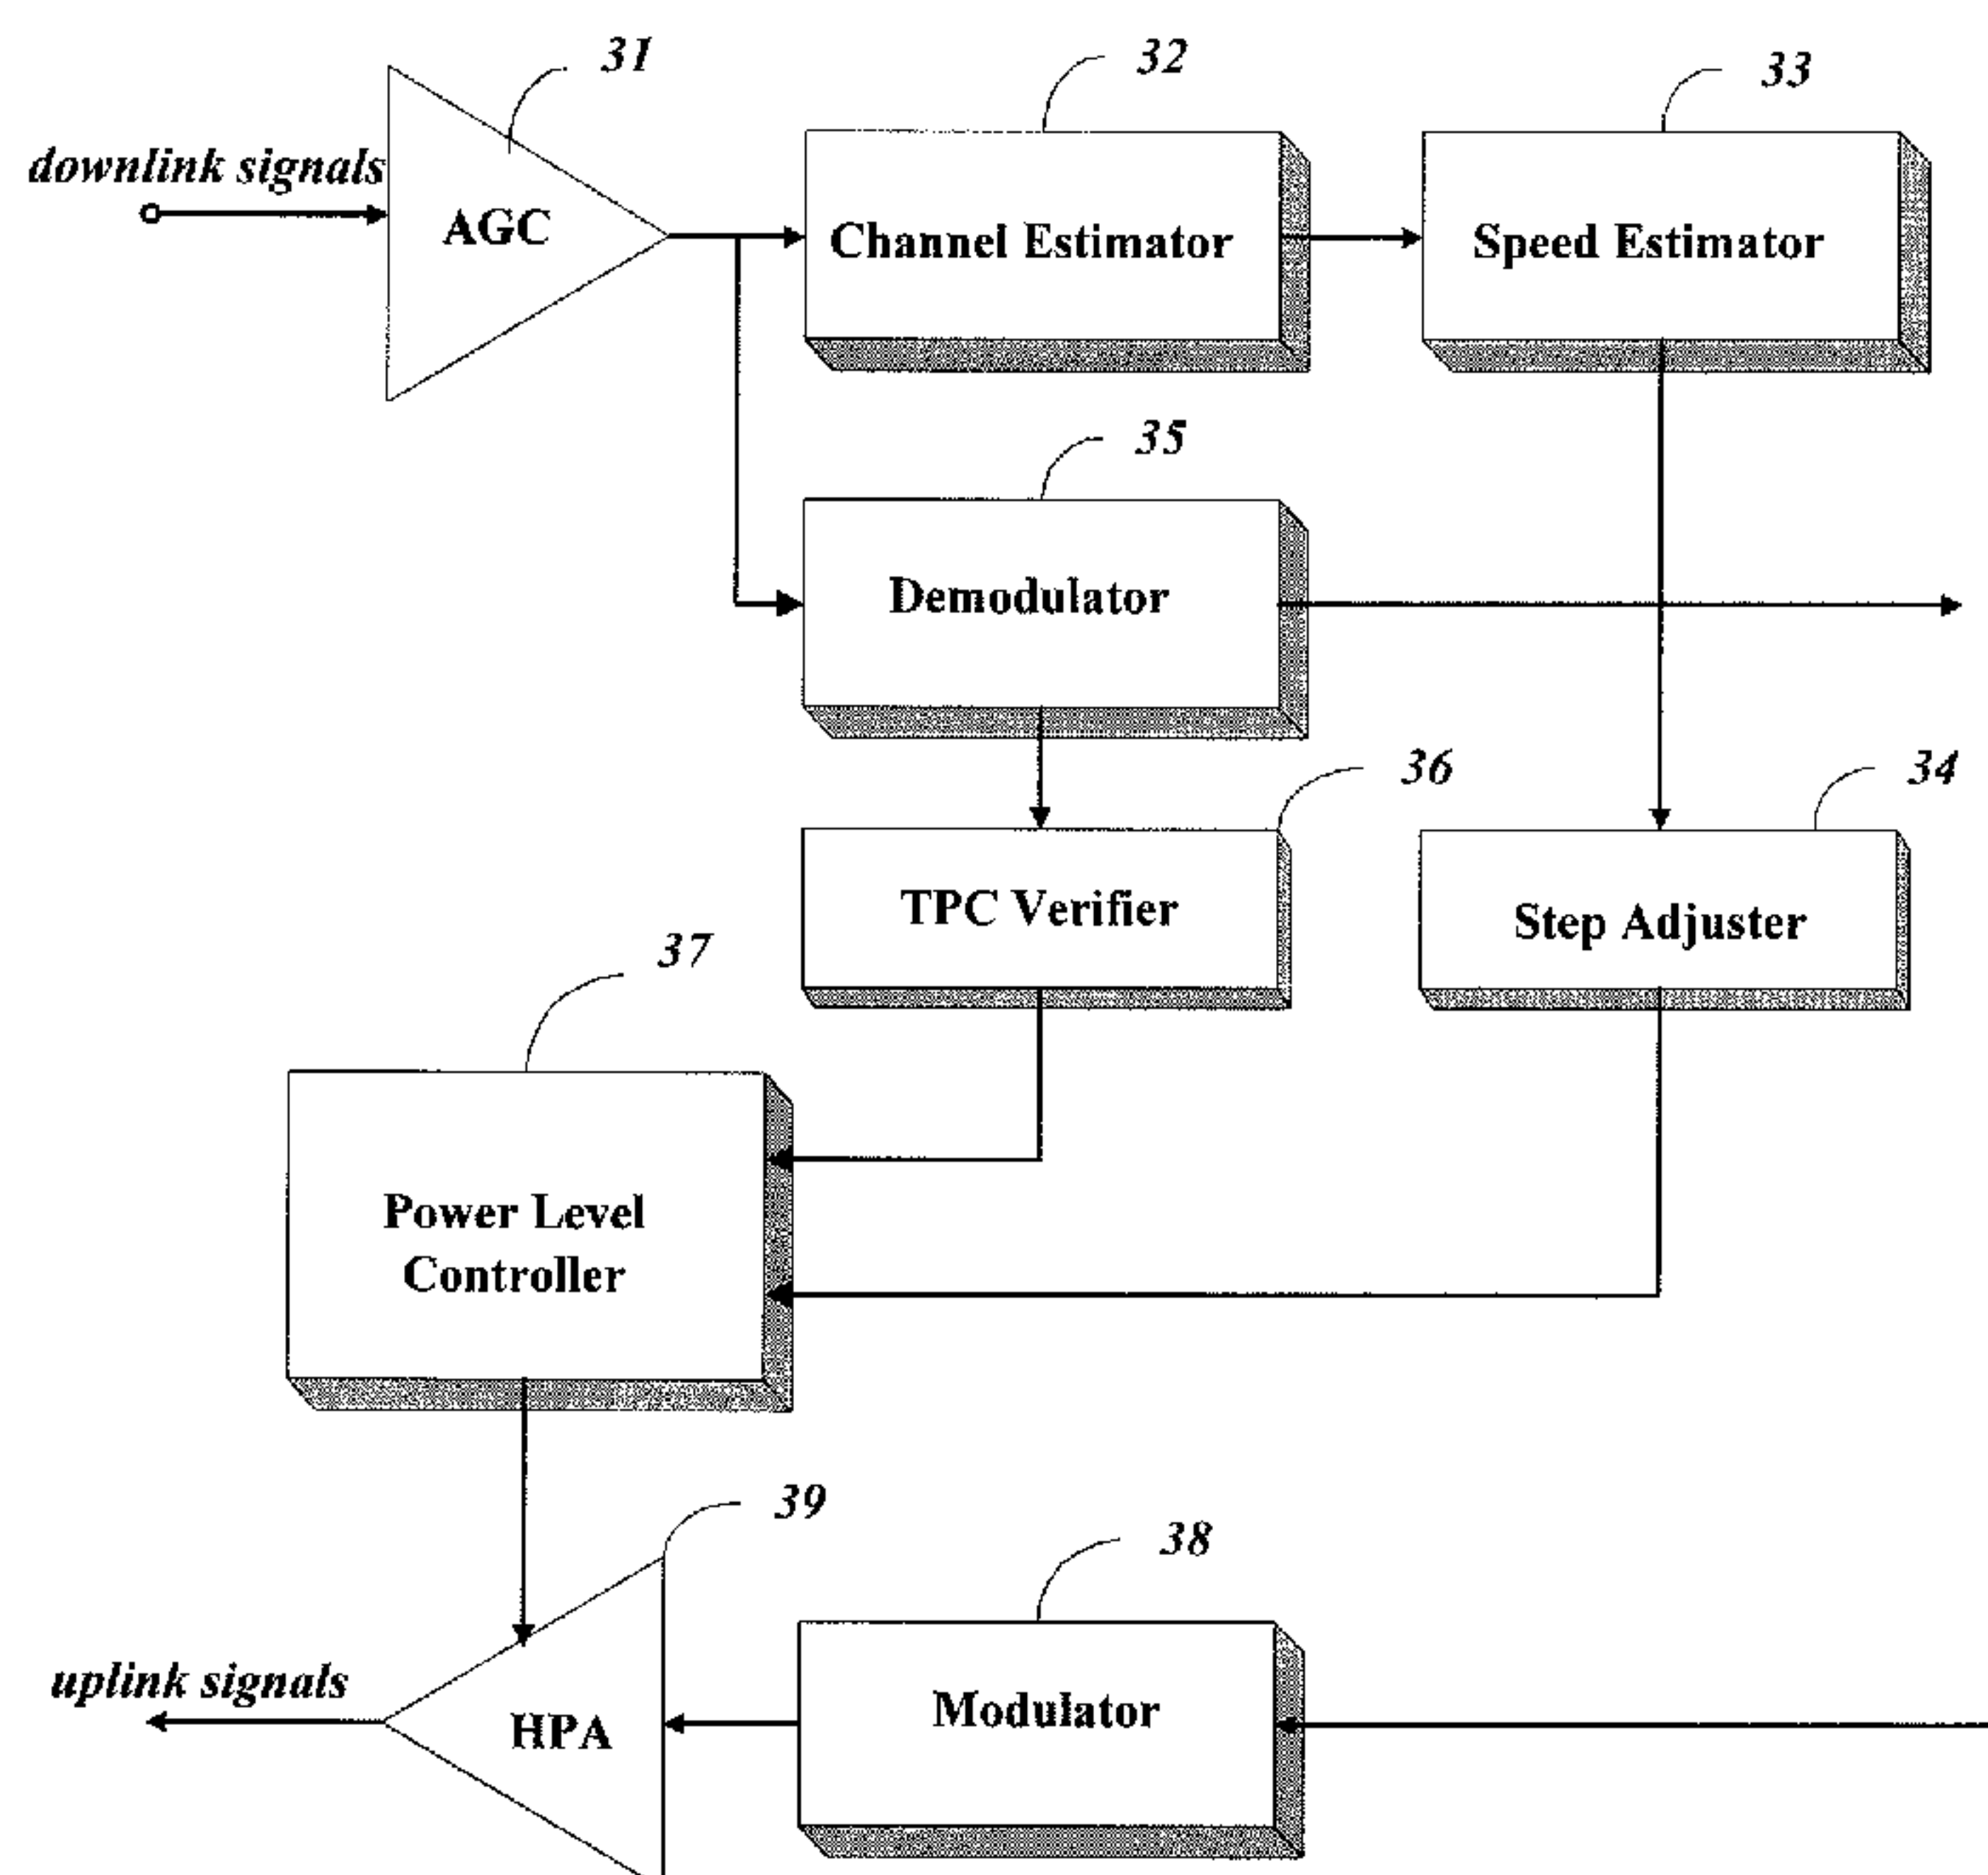 31
32
33
downlink signals
AGC
Channel Estimator
Speed Estimator
35
Demodulator
36
34
TPC Verifier
Step Adjuster
37
Power Level
Controller
39
38
uplink signals
HPA
Modulator